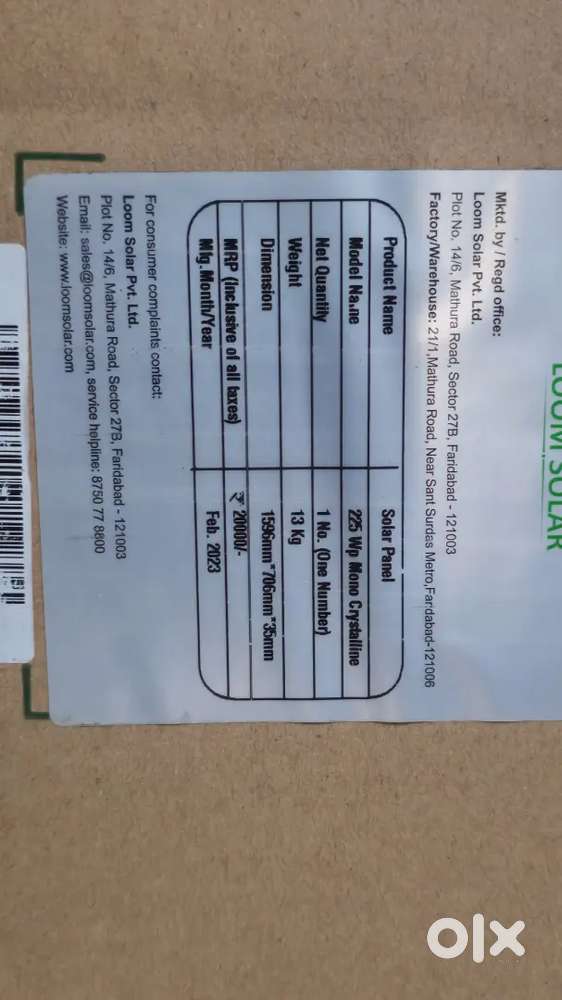 LOOM SOLAR
Mktd. by / Regd office:
Loom Solar Pvt. Ltd.
Plot No. 14/6, Mathura Road, Sector 27B, Faridabad - 121003
Factory/Warehouse: 21/1,Mathura Road, Near Sant Surdas Metro,Faridabad-121006
Product Name Solar Panel
Model Na.ne 225 Wp Mono Crystalline
Net Quantity 1 No. (One Number)
Weight 13 Kg
Dimension 1596mm*706mm*35mm
MRP (Inclusive of all taxes) ₹ 20000/-
Mfg.Month/Year Feb. 2023
For consumer complaints contact:
Loom Solar Pvt. Ltd.
Plot No. 14/6, Mathura Road, Sector 27B, Faridabad - 121003
Email: sales@loomsolar.com, service helpline: 8750 77 8800
Website: www.loomsolar.com
olx